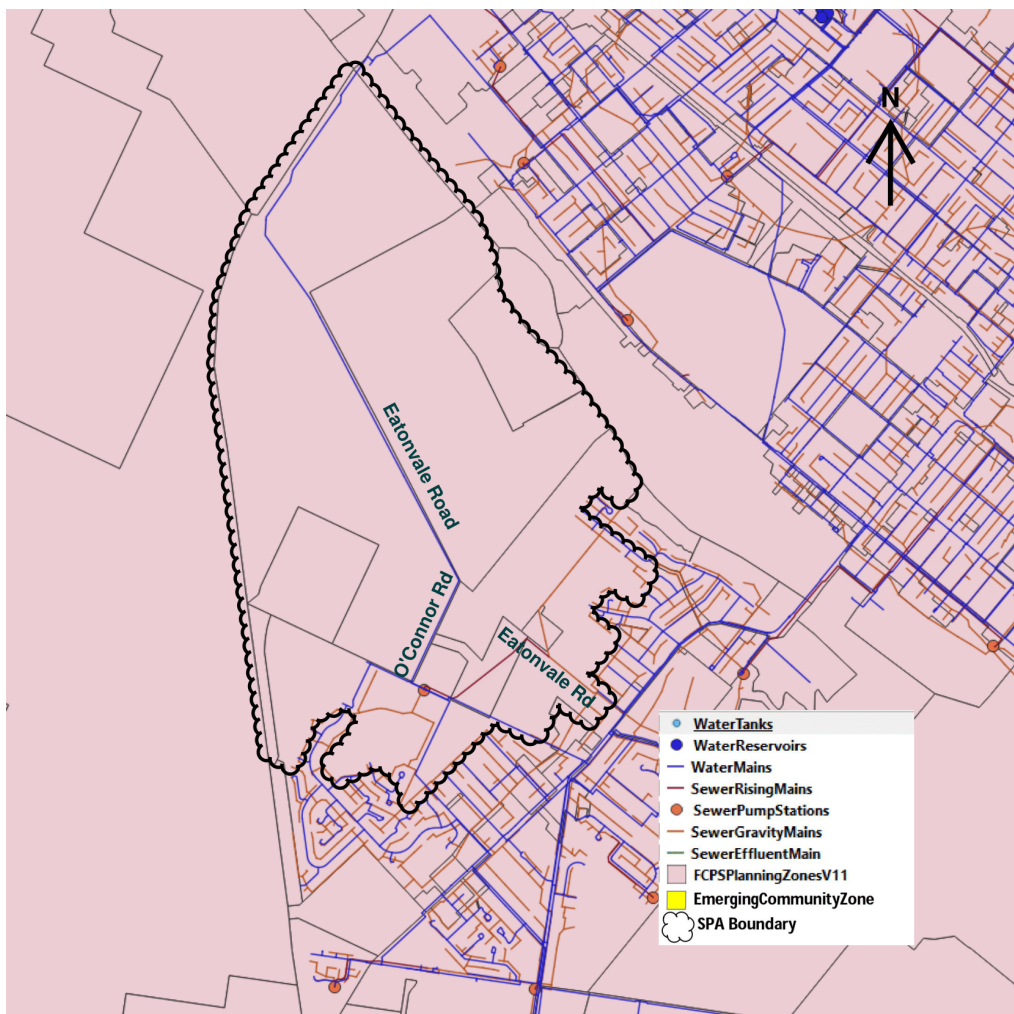 N
Eatonvale Road
O'Connor Rd
Eatonvale Rd
WaterTanks
WaterReservoirs
WaterMains
SewerRisingMains
SewerPumpStations
SewerGravityMains
SewerEffluentMain
FCPSPlanningZonesV11
EmergingCommunityZone
SPA Boundary